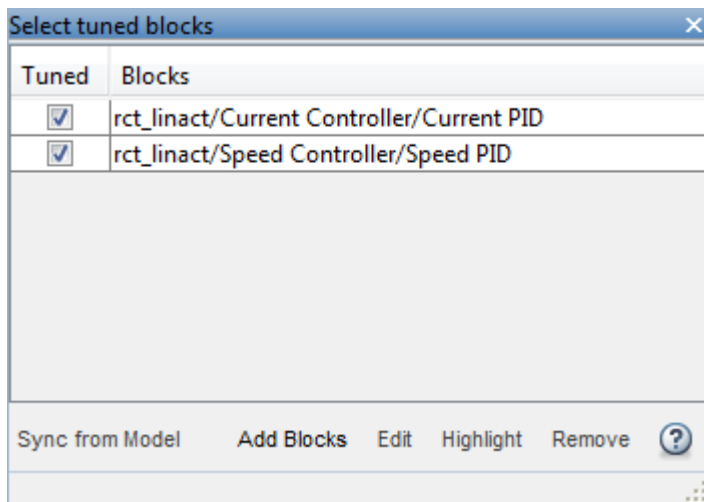 Select tuned blocks
Tuned Blocks
rct_linact/Current Controller/Current PID
rct_linact/Speed Controller/Speed PID
Sync from Model Add Blocks Edit Highlight Remove ?